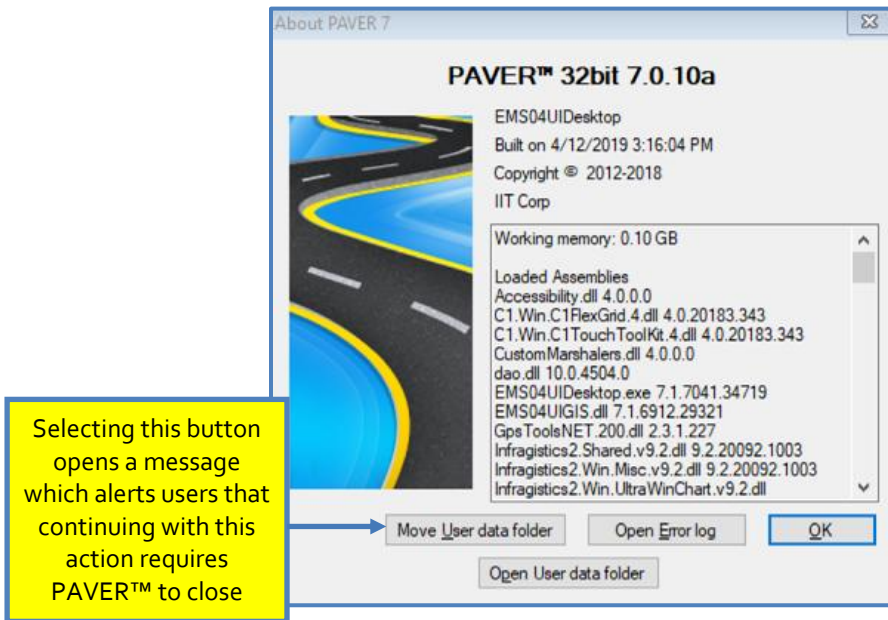 About PAVER 7
PAVER™ 32bit 7.0.10a
EMS04UIDesktop
Built on 4/12/2019 3:16:04 PM
Copyright © 2012-2018
IIT Corp
Working memory: 0.10 GB
Loaded Assemblies
Accessibility.dll 4.0.0.0
C1.Win.C1FlexGrid.4.dll 4.0.20183.343
C1.Win.C1TouchToolKit.4.dll 4.0.20183.343
CustomMarshalers.dll 4.0.0.0
dao.dll 10.0.4504.0
EMS04UIDesktop.exe 7.1.7041.34719
EMS04UIGIS.dll 7.1.6912.29321
GpsToolsNET.200.dll 2.3.1.227
Infragistics2.Shared.v9.2.dll 9.2.20092.1003
Infragistics2.Win.Misc.v9.2.dll 9.2.20092.1003
Infragistics2.Win.UltraWinChart.v9.2.dll
Selecting this button
opens a message
which alerts users that
continuing with this
action requires
PAVER™ to close
Move User data folder
Open Error log
OK
Open User data folder